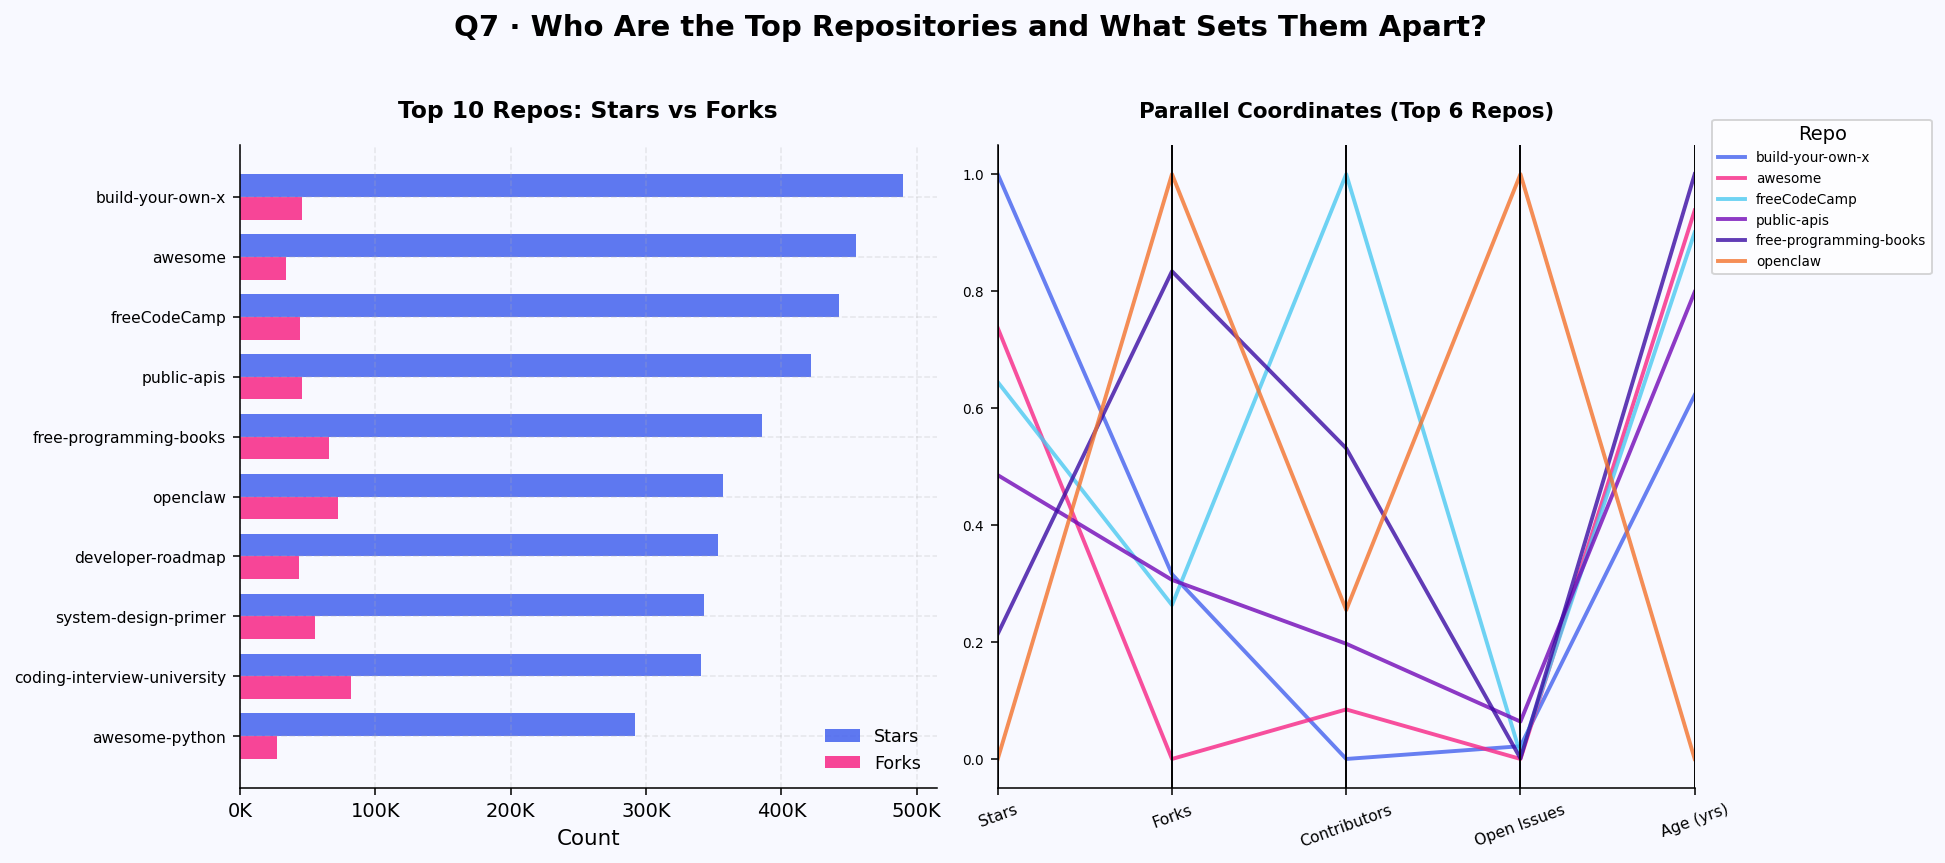 Q7 · Who Are the Top Repositories and What Sets Them Apart?
Top 10 Repos: Stars vs Forks
build-your-own-x
awesome
freeCodeCamp
public-apis
free-programming-books
openclaw
developer-roadmap
system-design-primer
coding-interview-university
awesome-python
0K 100K 200K 300K 400K 500K
Count
Stars
Forks
Parallel Coordinates (Top 6 Repos)
1.0
0.8
0.6
0.4
0.2
0.0
Stars Forks Contributors Open Issues Age (yrs)
Repo
build-your-own-x
awesome
freeCodeCamp
public-apis
free-programming-books
openclaw